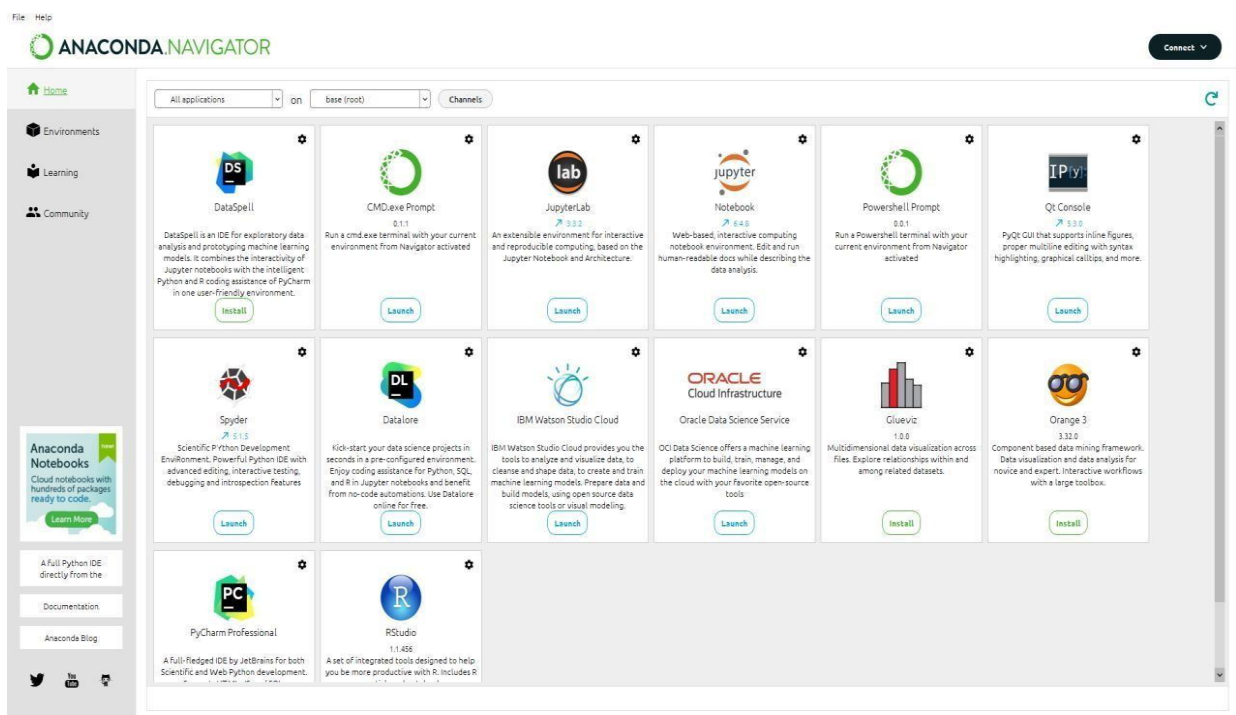 File Help
ANACONDA.NAVIGATOR
Connect
Home
Environments
Learning
Community
All applications
on
base (root)
Channels
DS
DataSpell
DataSpell is an IDE for exploratory data
analysis and prototyping machine learning
models. It combines the interactivity of
Jupyter notebooks with the intelligent
Python and R coding assistance of PyCharm
in one user-friendly environment.
Install
CMD.exe Prompt
0.1.1
Run a cmd.exe terminal with your current
environment from Navigator activated
Launch
lab
JupyterLab
3.3.2
An extensible environment for interactive
and reproducible computing, based on the
Jupyter Notebook and Architecture.
Launch
jupyter
Notebook
6.4.8
Web-based, interactive computing
notebook environment. Edit and run
human-readable docs while describing the
data analysis.
Launch
Powershell Prompt
0.0.1
Run a Powershell terminal with your
current environment from Navigator
activated
Launch
IP[y]:
Qt Console
5.3.0
PyQt GUI that supports inline figures,
proper multiline editing with syntax
highlighting, graphical calltips, and more.
Launch
Spyder
5.1.5
Scientific PYthon Development
EnviRonment. Powerful Python IDE with
advanced editing, interactive testing,
debugging and introspection features
Launch
DL
Datalore
Kick-start your data science projects in
seconds in a pre-configured environment.
Enjoy coding assistance for Python, SQL,
and R in Jupyter notebooks and benefit
from no-code automations. Use Datalore
online for free.
Launch
IBM Watson Studio Cloud
IBM Watson Studio Cloud provides you the
tools to analyze and visualize data, to
cleanse and shape data, to create and train
machine learning models. Prepare data and
build models, using open source data
science tools or visual modeling.
Launch
ORACLE
Cloud Infrastructure
Oracle Data Science Service
OCI Data Science offers a machine learning
platform to build, train, manage, and
deploy your machine learning models on
the cloud with your favorite open-source
tools
Launch
Glueviz
1.0.0
Multidimensional data visualization across
files. Explore relationships within and
among related datasets.
Install
Orange 3
3.32.0
Component based data mining framework.
Data visualization and data analysis for
novice and expert. Interactive workflows
with a large toolbox.
Install
PC
PyCharm Professional
A full-fledged IDE by JetBrains for both
Scientific and Web Python development.
R
RStudio
1.1.456
A set of integrated tools designed to help
you be more productive with R. Includes R
Anaconda
Notebooks
new!
Cloud notebooks with
hundreds of packages
ready to code.
Learn More
A full Python IDE
directly from the
Documentation
Anaconda Blog
You
Tube